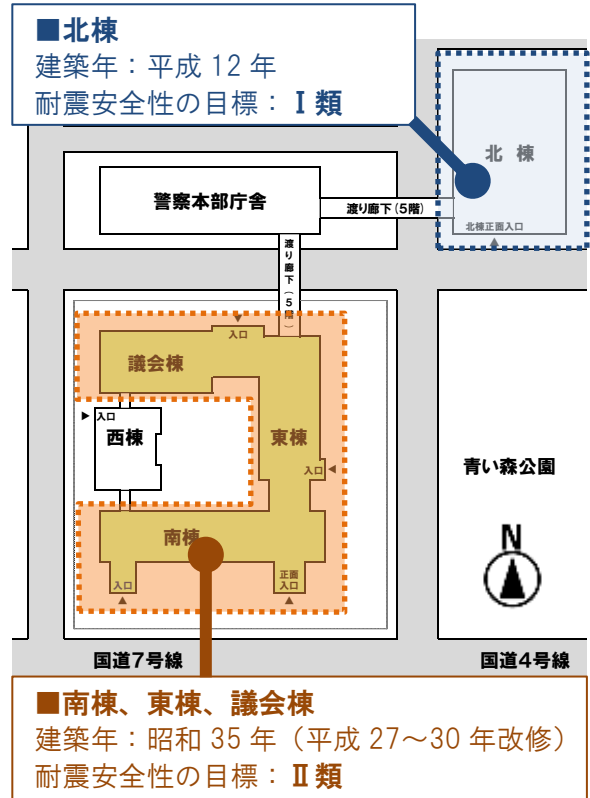 ■北棟
建築年：平成 12 年
耐震安全性の目標：Ⅰ類
北 棟
警察本部庁舎
渡り廊下（5階）
北棟正面入口
▲
渡り廊下（5階）
▼
入口
議会棟
▶ 入口
西棟
東棟
入口 ◀
青い森公園
南棟
N
入口
▲
正面
入口
▲
国道7号線
国道4号線
■南棟、東棟、議会棟
建築年：昭和 35 年（平成 27～30 年改修）
耐震安全性の目標：Ⅱ類